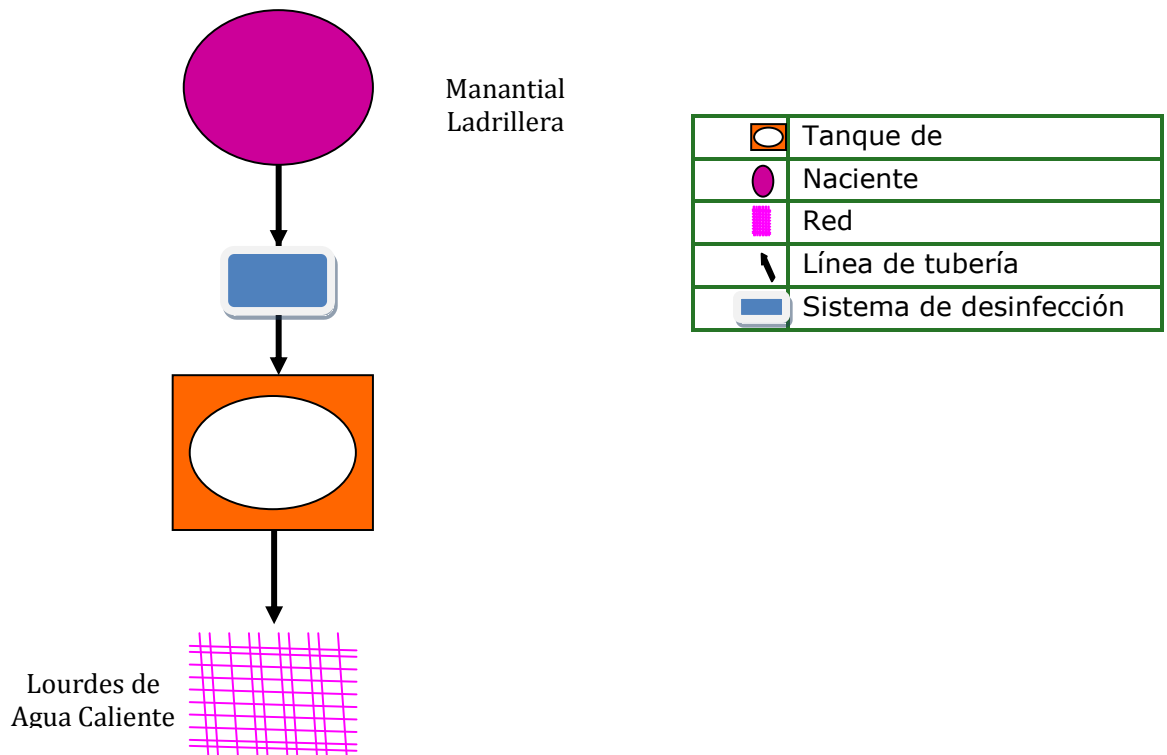 Manantial
Ladrillera
Tanque de
Naciente
Red
Línea de tubería
Sistema de desinfección
Lourdes de
Agua Caliente